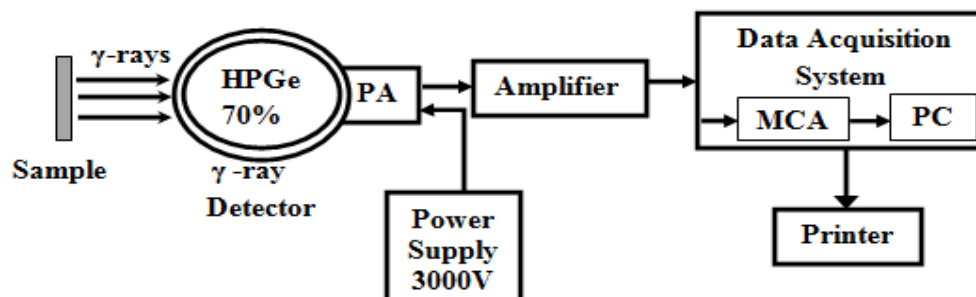 γ-rays
Sample
HPGe
70%
γ -ray
Detector
PA
Power
Supply
3000V
Amplifier
Data Acquisition
System
MCA
PC
Printer